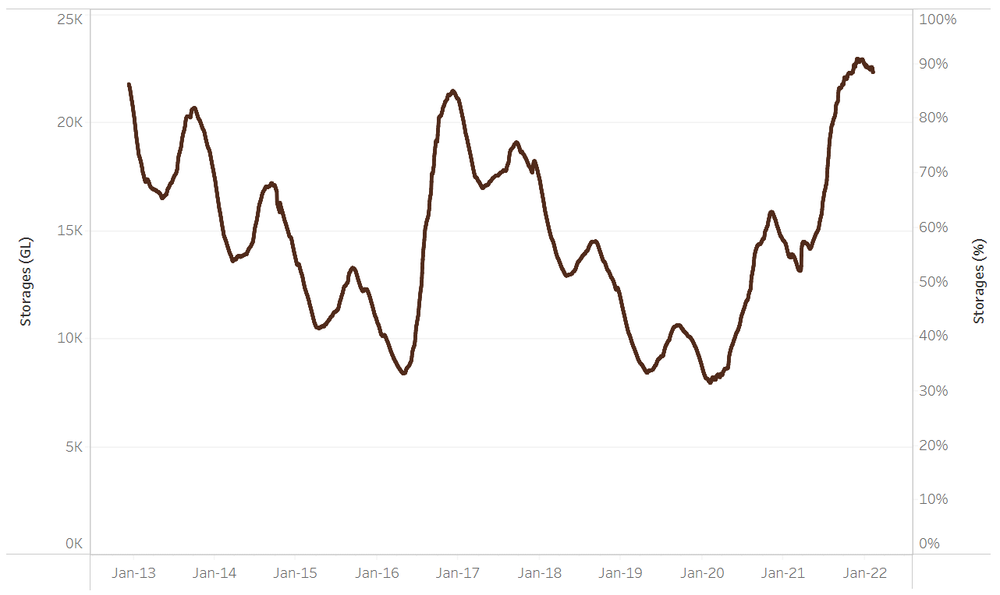 25K
20K
15K
10K
5K
0K
Storages (GL)
100%
90%
80%
70%
60%
50%
40%
30%
20%
10%
0%
Storages (%)
Jan-13 Jan-14 Jan-15 Jan-16 Jan-17 Jan-18 Jan-19 Jan-20 Jan-21 Jan-22